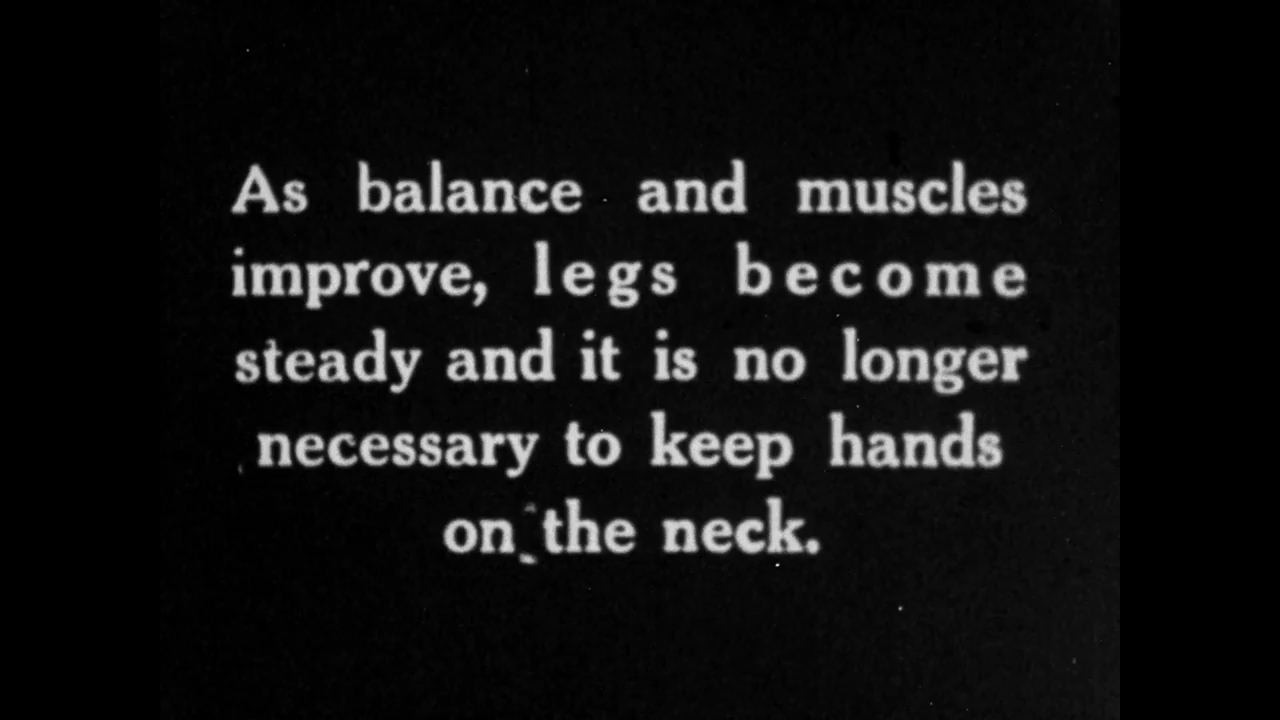 As balance and muscles
improve, legs become
steady and it is no longer
necessary to keep hands
on the neck.